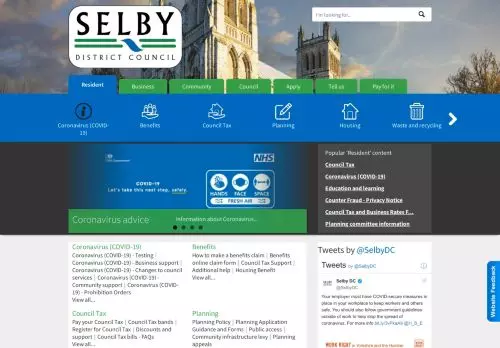 SELBY
DISTRICT COUNCIL
I'm looking for...
Resident
Business
Community
Council
Apply
Tell us
Pay for it
Coronavirus (COVID-19)
Benefits
Council Tax
Planning
Housing
Waste and recycling
NHS
COVID-19
Let's take this next step, safely.
HANDS FACE SPACE
FRESH AIR
Coronavirus advice
Information about Coronavirus...
Popular 'Resident' content
Council Tax
Coronavirus (COVID-19)
Education and learning
Counter Fraud - Privacy Notice
Council Tax and Business Rates F...
Planning committee information
Coronavirus (COVID-19)
Coronavirus (COVID-19) - Testing |
Coronavirus (COVID-19) - Business support |
Coronavirus (COVID-19) - Changes to council
services | Coronavirus (COVID-19) -
Community support | Coronavirus (COVID-
19) - Prohibition Orders
View all...
Benefits
How to make a benefits claim | Benefits
online claim form | Council Tax Support |
Additional help | Housing Benefit
View all...
Council Tax
Pay your Council Tax | Council Tax bands |
Register for Council Tax | Discounts and
support | Council Tax bills - FAQs
View all...
Planning
Planning Policy | Planning Application
Guidance and Forms | Public access |
Community infrastructure levy | Planning
appeals
Tweets by @SelbyDC
Tweets by @SelbyDC
Selby DC
@SelbyDC
Your employer must have COVID-secure measures in
place in your workplace to keep workers and others
safe. You should also follow government guidelines
outside of work to help stop the spread of
coronavirus. For more info
Website Feedback